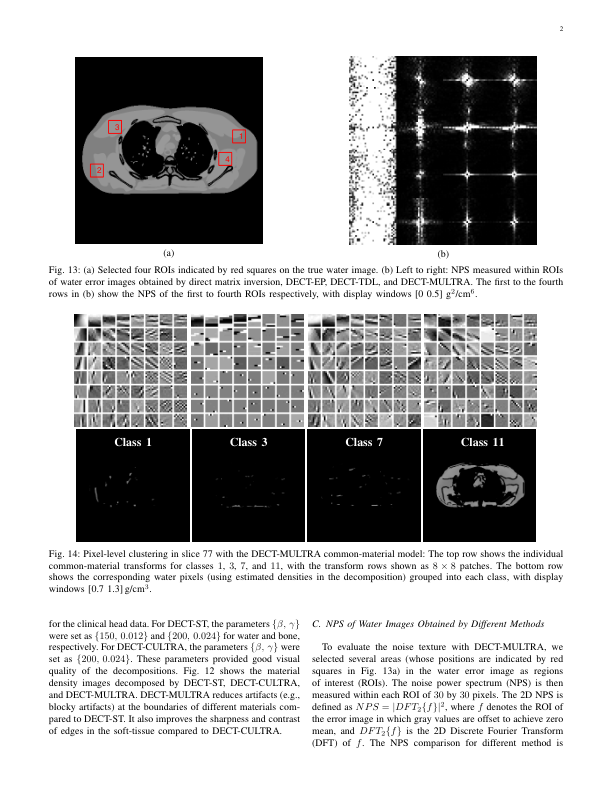 2
3
1
4
2
(a)
(b)
Fig. 13: (a) Selected four ROIs indicated by red squares on the true water image. (b) Left to right: NPS measured within ROIs
of water error images obtained by direct matrix inversion, DECT-EP, DECT-TDL, and DECT-MULTRA. The first to the fourth
rows in (b) show the NPS of the first to fourth ROIs respectively, with display windows [0 0.5] g²/cm⁶.
Class 1
Class 3
Class 7
Class 11
Fig. 14: Pixel-level clustering in slice 77 with the DECT-MULTRA common-material model: The top row shows the individual
common-material transforms for classes 1, 3, 7, and 11, with the transform rows shown as 8 × 8 patches. The bottom row
shows the corresponding water pixels (using estimated densities in the decomposition) grouped into each class, with display
windows [0.7 1.3] g/cm³.
for the clinical head data. For DECT-ST, the parameters {β, γ}
were set as {150, 0.012} and {200, 0.024} for water and bone,
respectively. For DECT-CULTRA, the parameters {β, γ} were
set as {200, 0.024}. These parameters provided good visual
quality of the decompositions. Fig. 12 shows the material
density images decomposed by DECT-ST, DECT-CULTRA,
and DECT-MULTRA. DECT-MULTRA reduces artifacts (e.g.,
blocky artifacts) at the boundaries of different materials com-
pared to DECT-ST. It also improves the sharpness and contrast
of edges in the soft-tissue compared to DECT-CULTRA.
C. NPS of Water Images Obtained by Different Methods
To evaluate the noise texture with DECT-MULTRA, we
selected several areas (whose positions are indicated by red
squares in Fig. 13a) in the water error image as regions
of interest (ROIs). The noise power spectrum (NPS) is then
measured within each ROI of 30 by 30 pixels. The 2D NPS is
defined as NPS = |DFT₂{f}|², where f denotes the ROI of
the error image in which gray values are offset to achieve zero
mean, and DFT₂{f} is the 2D Discrete Fourier Transform
(DFT) of f. The NPS comparison for different method is